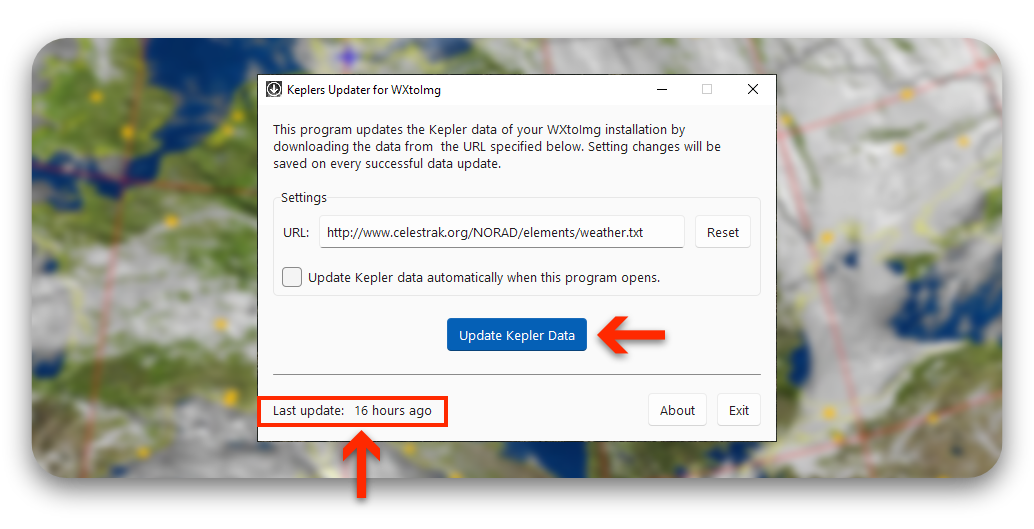 Keplers Updater for WXtoImg
This program updates the Kepler data of your WXtoImg installation by
downloading the data from  the URL specified below. Setting changes will be
saved on every successful data update.
Settings
URL: http://www.celestrak.org/NORAD/elements/weather.txt Reset
Update Kepler data automatically when this program opens.
Update Kepler Data
Last update: 16 hours ago About Exit